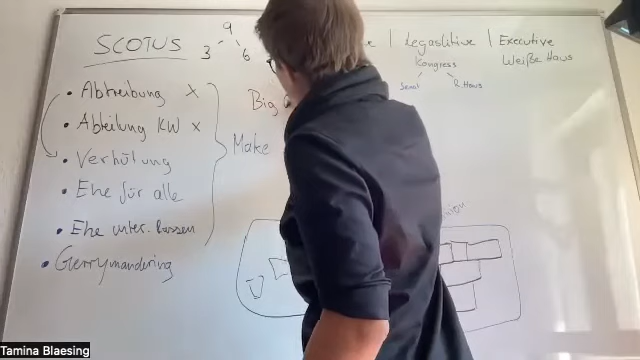 SCOTUS
9
3 6
e | Legaslitive | Executive
Kongress Weiße Haus
Senat R. Haus
• Abtreibung X
• Abteilung KW X
• Verhütung
• Ehe für alle
• Ehe unter. Rassen
• Gerrymandering
Big
Make
Tamina Blaesing